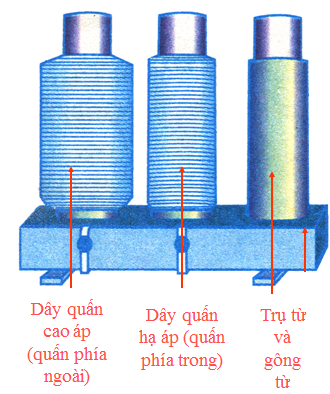 Dây quấn
cao áp
(quấn phía
ngoài)
Dây quấn
hạ áp (quấn
phía trong)
Trụ từ
và
gông
từ